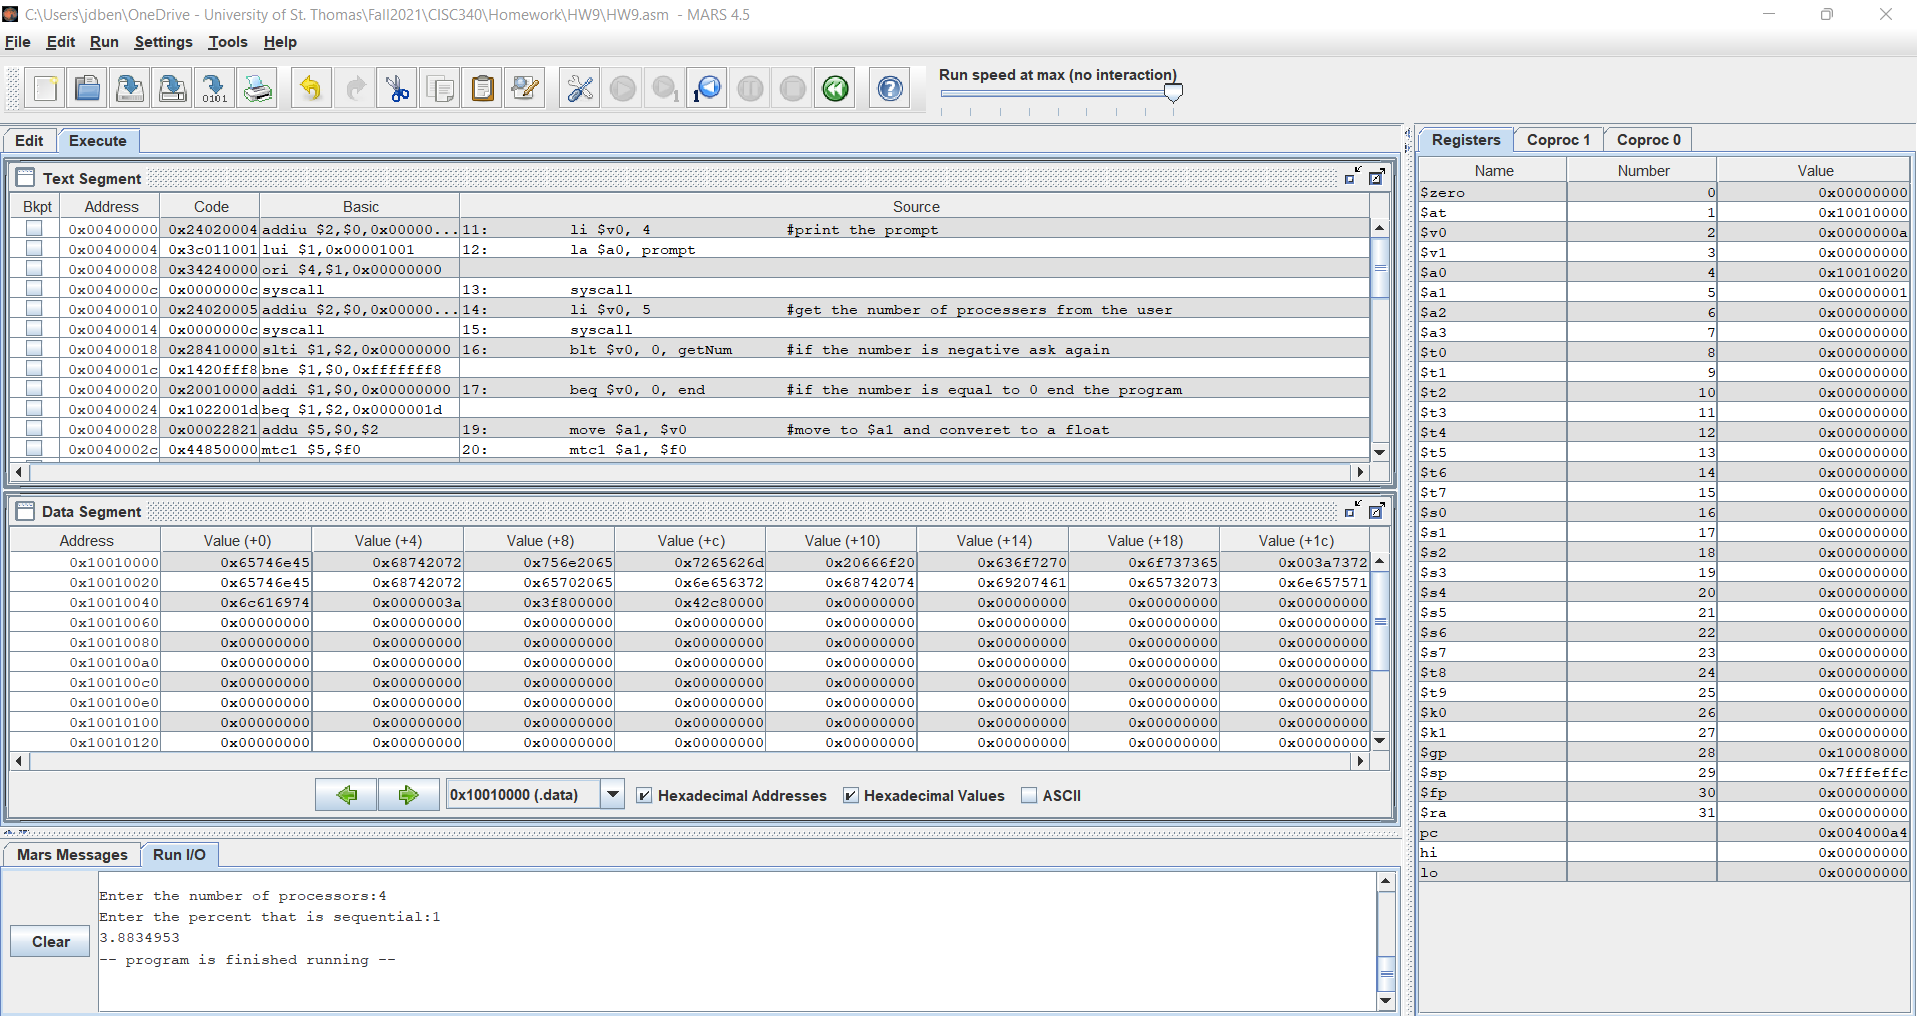 C:\Users\jdben\OneDrive - University of St. Thomas\Fall2021\CISC340\Homework\HW9\HW9.asm - MARS 4.5
File Edit Run Settings Tools Help
Run speed at max (no interaction)
Edit Execute
Text Segment
Bkpt Address Code Basic Source
0x00400000 0x24020004 addiu $2,$0,0x00000... 11: li $v0, 4 #print the prompt
0x00400004 0x3c011001 lui $1,0x00001001 12: la $a0, prompt
0x00400008 0x34240000 ori $4,$1,0x00000000
0x0040000c 0x0000000c syscall 13: syscall
0x00400010 0x24020005 addiu $2,$0,0x00000... 14: li $v0, 5 #get the number of processers from the user
0x00400014 0x0000000c syscall 15: syscall
0x00400018 0x28410000 slti $1,$2,0x00000000 16: blt $v0, 0, getNum #if the number is negative ask again
0x0040001c 0x1420fff8 bne $1,$0,0xfffffff8
0x00400020 0x20010000 addi $1,$0,0x00000000 17: beq $v0, 0, end #if the number is equal to 0 end the program
0x00400024 0x1022001d beq $1,$2,0x0000001d
0x00400028 0x00022821 addu $5,$0,$2 19: move $a1, $v0 #move to $a1 and converet to a float
0x0040002c 0x44850000 mtc1 $5,$f0 20: mtc1 $a1, $f0
Data Segment
Address Value (+0) Value (+4) Value (+8) Value (+c) Value (+10) Value (+14) Value (+18) Value (+1c)
0x10010000 0x65746e45 0x68742072 0x756e2065 0x7265626d 0x20666f20 0x636f7270 0x6f737365 0x003a7372
0x10010020 0x65746e45 0x68742072 0x65702065 0x6e656372 0x68742074 0x69207461 0x65732073 0x6e657571
0x10010040 0x6c616974 0x0000003a 0x3f800000 0x42c80000 0x00000000 0x00000000 0x00000000 0x00000000
0x10010060 0x00000000 0x00000000 0x00000000 0x00000000 0x00000000 0x00000000 0x00000000 0x00000000
0x10010080 0x00000000 0x00000000 0x00000000 0x00000000 0x00000000 0x00000000 0x00000000 0x00000000
0x100100a0 0x00000000 0x00000000 0x00000000 0x00000000 0x00000000 0x00000000 0x00000000 0x00000000
0x100100c0 0x00000000 0x00000000 0x00000000 0x00000000 0x00000000 0x00000000 0x00000000 0x00000000
0x100100e0 0x00000000 0x00000000 0x00000000 0x00000000 0x00000000 0x00000000 0x00000000 0x00000000
0x10010100 0x00000000 0x00000000 0x00000000 0x00000000 0x00000000 0x00000000 0x00000000 0x00000000
0x10010120 0x00000000 0x00000000 0x00000000 0x00000000 0x00000000 0x00000000 0x00000000 0x00000000
0x10010000 (.data) Hexadecimal Addresses Hexadecimal Values ASCII
Mars Messages Run I/O
Clear
Enter the number of processors:4
Enter the percent that is sequential:1
3.8834953
-- program is finished running --
Registers Coproc 1 Coproc 0
Name Number Value
$zero 0 0x00000000
$at 1 0x10010000
$v0 2 0x0000000a
$v1 3 0x00000000
$a0 4 0x10010020
$a1 5 0x00000001
$a2 6 0x00000000
$a3 7 0x00000000
$t0 8 0x00000000
$t1 9 0x00000000
$t2 10 0x00000000
$t3 11 0x00000000
$t4 12 0x00000000
$t5 13 0x00000000
$t6 14 0x00000000
$t7 15 0x00000000
$s0 16 0x00000000
$s1 17 0x00000000
$s2 18 0x00000000
$s3 19 0x00000000
$s4 20 0x00000000
$s5 21 0x00000000
$s6 22 0x00000000
$s7 23 0x00000000
$t8 24 0x00000000
$t9 25 0x00000000
$k0 26 0x00000000
$k1 27 0x00000000
$gp 28 0x10008000
$sp 29 0x7fffeffc
$fp 30 0x00000000
$ra 31 0x00000000
pc 0x004000a4
hi 0x00000000
lo 0x00000000